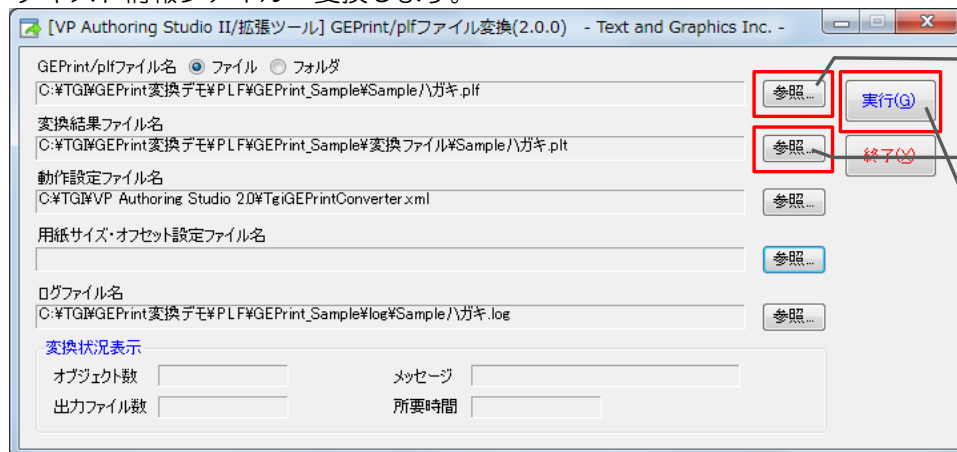 [VP Authoring Studio II/拡張ツール] GEPrint/plfファイル変換(2.0.0) - Text and Graphics Inc. -
GEPrint/plfファイル名 ファイル フォルダ
C:¥TGI¥GEPrint変換デモ¥PLF¥GEPrint_Sample¥Sampleハガキ.plf 参照... 実行(G)
変換結果ファイル名
C:¥TGI¥GEPrint変換デモ¥PLF¥GEPrint_Sample¥変換ファイル¥Sampleハガキ.plt 参照... 終了(X)
動作設定ファイル名
C:¥TGI¥VP Authoring Studio 2.0¥TgiGEPrintConverter.xml 参照...
用紙サイズ・オフセット設定ファイル名
参照...
ログファイル名
C:¥TGI¥GEPrint変換デモ¥PLF¥GEPrint_Sample¥log¥Sampleハガキ.log 参照...
変換状況表示
オブジェクト数 メッセージ
出力ファイル数 所要時間